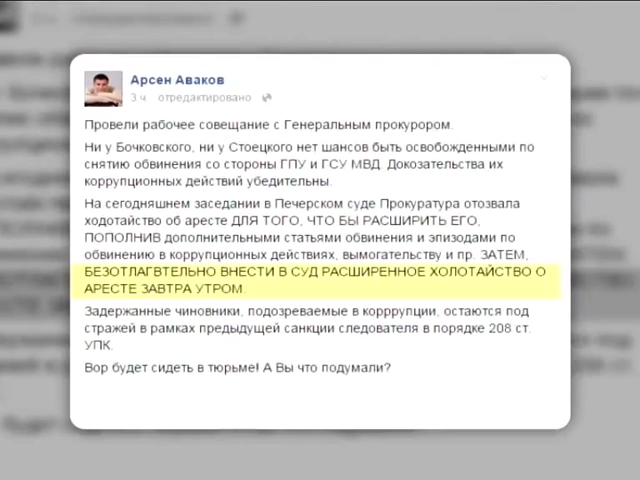 Арсен Аваков
3 ч. отредактировано
Провели рабочее совещание с Генеральным прокурором.
Ни у Бочковского, ни у Стоецкого нет шансов быть освобожденными по
снятию обвинения со стороны ГПУ и ГСУ МВД. Докозательства их
коррупционных действий убедительны.
На сегодняшнем заседании в Печерском суде Прокуратура отозвала
ходотайство об аресте ДЛЯ ТОГО, ЧТО БЫ РАСШИРИТЬ ЕГО,
ПОПОЛНИВ дополнительными статьями обвинения и эпизодами по
обвинению в коррупционных действиях, вымогательству и пр. ЗАТЕМ,
БЕЗОТЛАГВТЕЛЬНО ВНЕСТИ В СУД РАСШИРЕННОЕ ХОЛОТАЙСТВО О
АРЕСТЕ ЗАВТРА УТРОМ.
Задержанные чиновники, подозреваемые в корррупции, остаются под
стражей в рамках предыдущей санкции следователя в порядке 208 ст.
УПК.
Вор будет сидеть в тюрьме! А Вы что подумали?